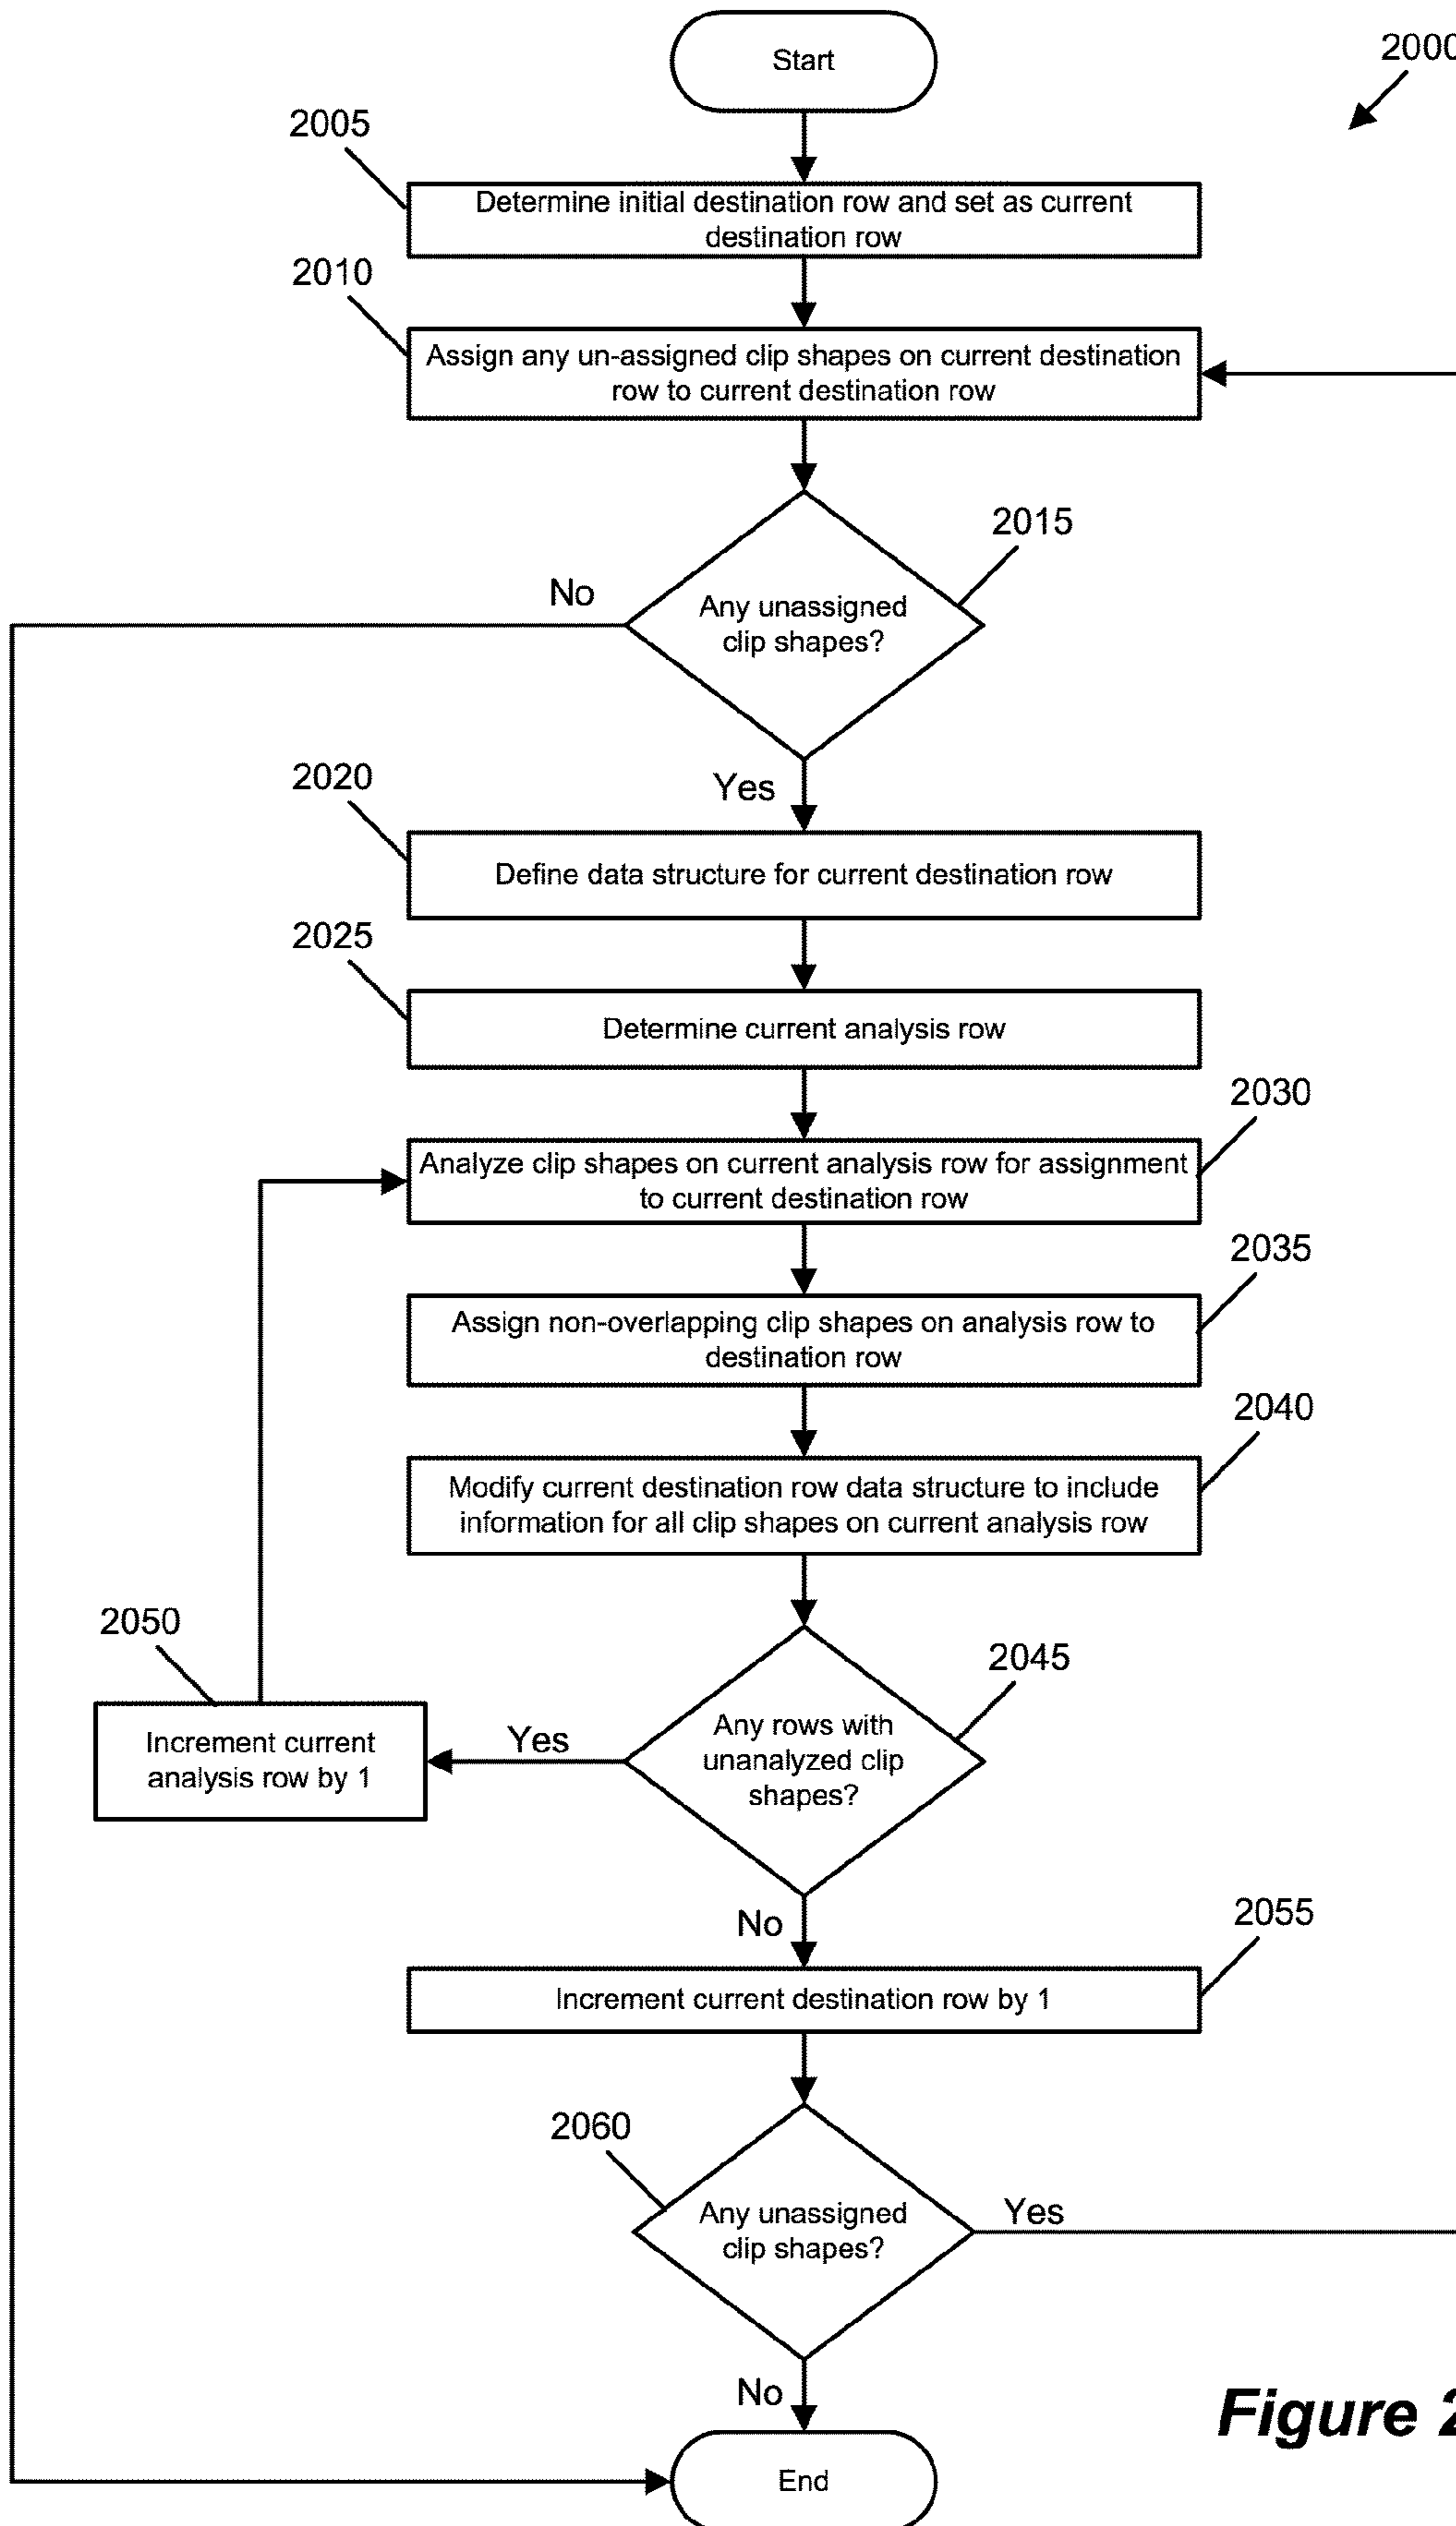 Start
2000
2005
Determine initial destination row and set as current
destination row
2010
Assign any un-assigned clip shapes on current destination
row to current destination row
2015
No
Any unassigned
clip shapes?
Yes
2020
Define data structure for current destination row
2025
Determine current analysis row
2030
Analyze clip shapes on current analysis row for assignment
to current destination row
2035
Assign non-overlapping clip shapes on analysis row to
destination row
2040
Modify current destination row data structure to include
information for all clip shapes on current analysis row
2050
2045
Increment current
analysis row by 1
Yes
Any rows with
unanalyzed clip
shapes?
No
2055
Increment current destination row by 1
2060
Any unassigned
clip shapes?
Yes
No
Figure 2
End